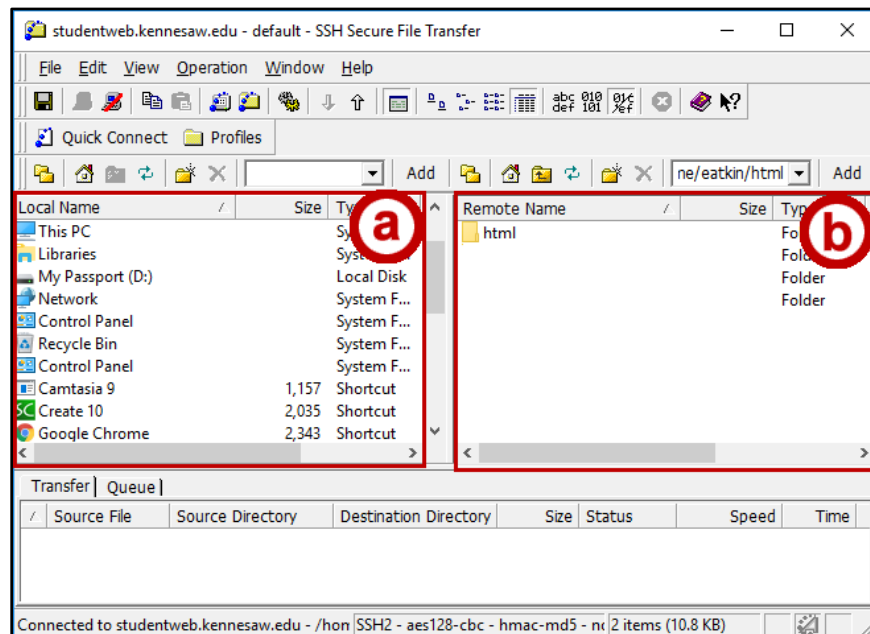 studentweb.kennesaw.edu - default - SSH Secure File Transfer
File Edit View Operation Window Help
abc def 010 101
Quick Connect Profiles
Add ne/eatkin/html Add
Local Name Size
a
This PC
Libraries
My Passport (D:) Local Disk
Network System F...
Control Panel System F...
Recycle Bin System F...
Control Panel System F...
Camtasia 9 1,157 Shortcut
Create 10 2,035 Shortcut
Google Chrome 2,343 Shortcut
Remote Name Size
b
html
Folder
Folder
Transfer Queue
Source File Source Directory Destination Directory Size Status Speed Time
Connected to studentweb.kennesaw.edu - /hon SSH2 - aes128-cbc - hmac-md5 - 2 items (10.8 KB)